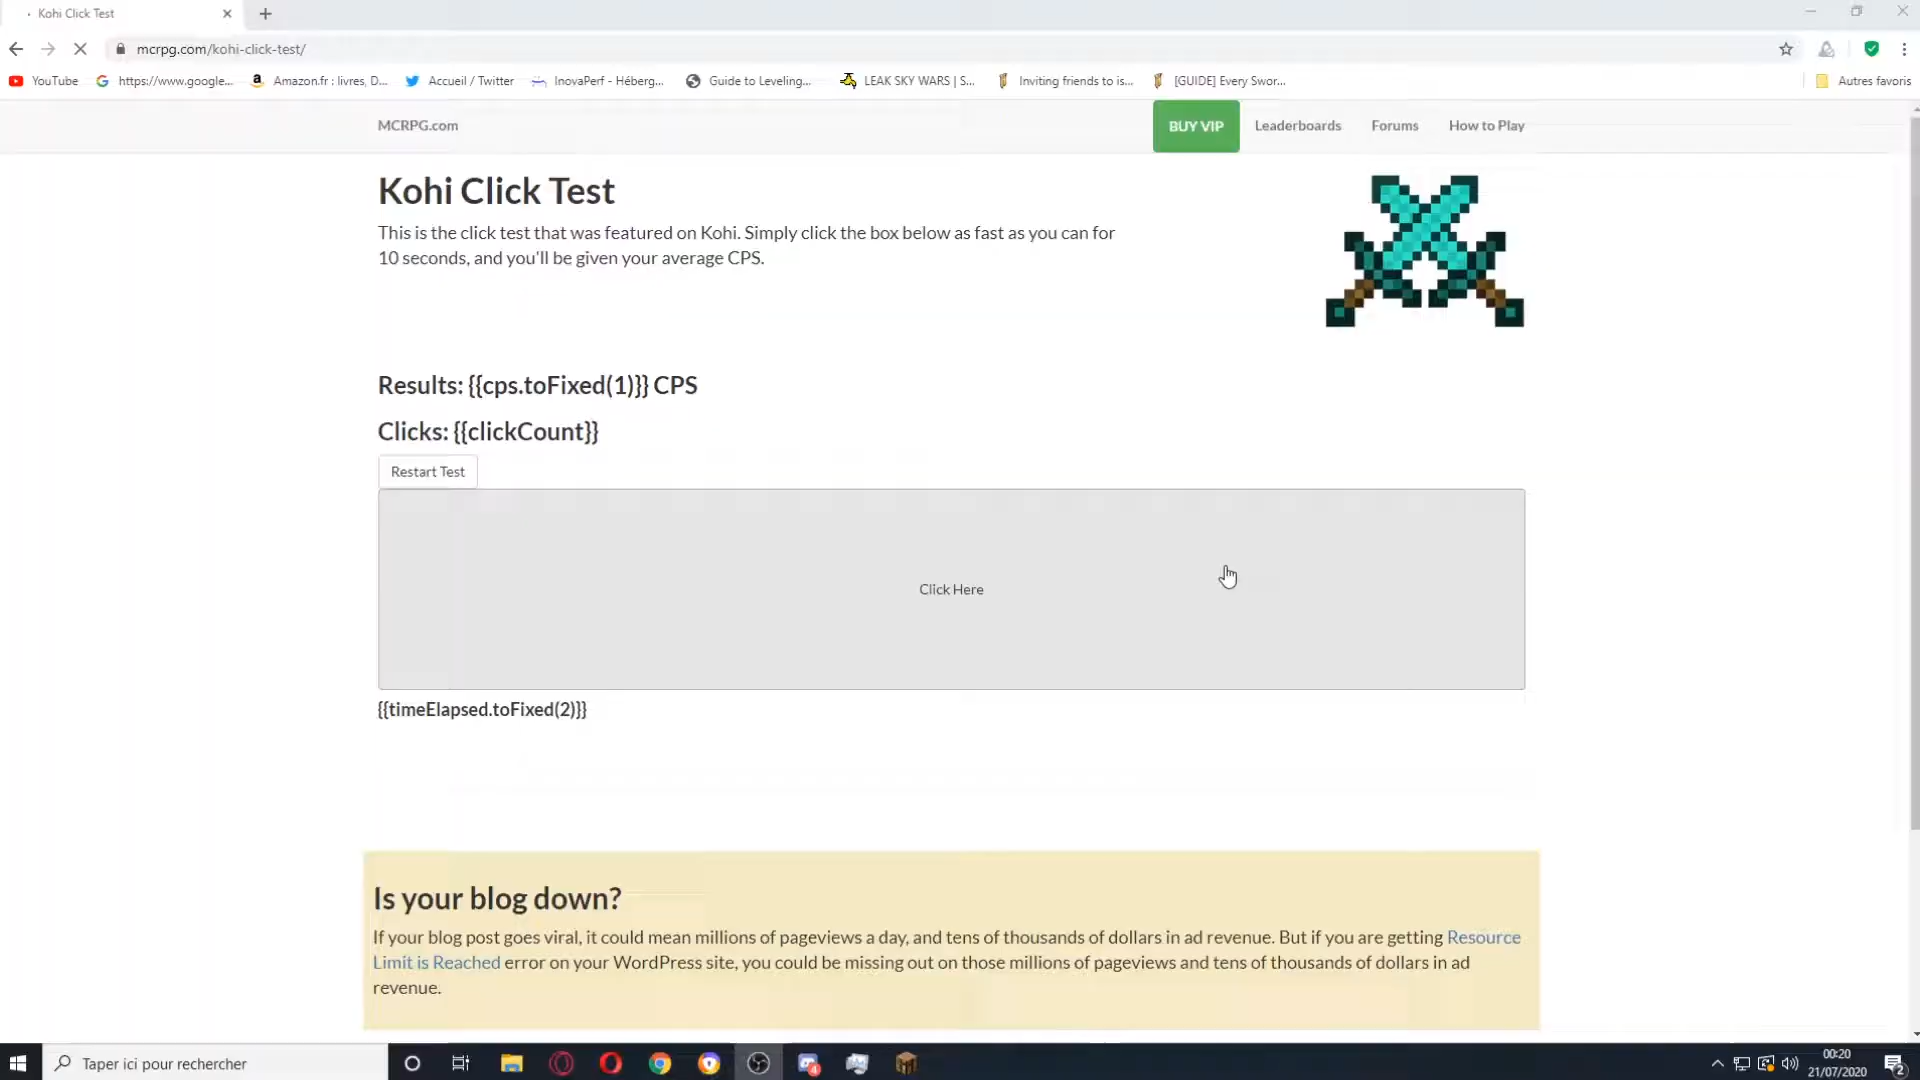 Kohi Click Test
mcrpg.com/kohi-click-test/
YouTube https://www.google... Amazon.fr : livres, D... Accueil / Twitter InovaPerf - Héberg... Guide to Leveling... LEAK SKY WARS | S... Inviting friends to is... [GUIDE] Every Swor... Autres favoris
MCRPG.com BUY VIP Leaderboards Forums How to Play
Kohi Click Test
This is the click test that was featured on Kohi. Simply click the box below as fast as you can for
10 seconds, and you'll be given your average CPS.
Results: {{cps.toFixed(1)}} CPS
Clicks: {{clickCount}}
Restart Test
Click Here
{{timeElapsed.toFixed(2)}}
Is your blog down?
If your blog post goes viral, it could mean millions of pageviews a day, and tens of thousands of dollars in ad revenue. But if you are getting Resource
Limit is Reached error on your WordPress site, you could be missing out on those millions of pageviews and tens of thousands of dollars in ad
revenue.
Taper ici pour rechercher
4
00:20
21/07/2020
2